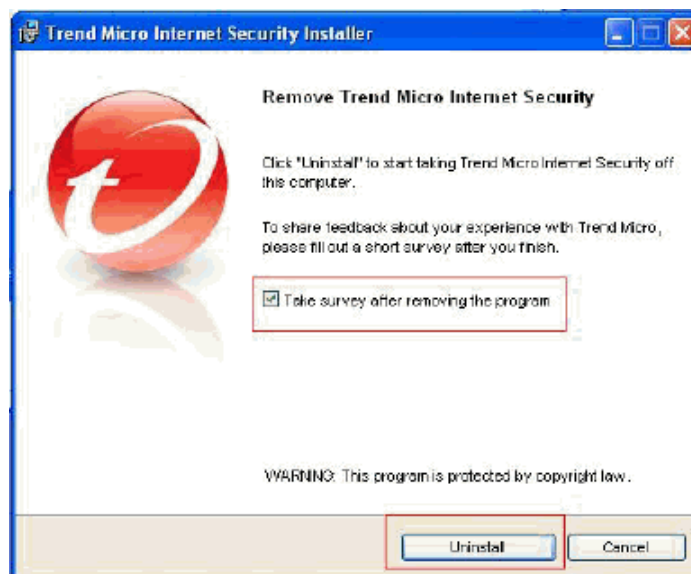 Trend Micro Internet Security Installer
Remove Trend Micro Internet Security
Click "Uninstall" to start taking Trend Micro Internet Security off
this computer.
To share feedback about your experience with Trend Micro,
please fill out a short survey after you finish.
Take survey after removing the program
WARNING: This program is protected by copyright law.
Uninstall
Cancel